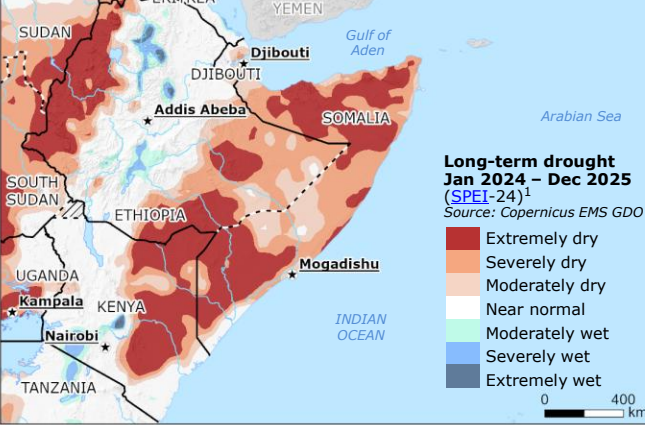 ERITREA
YEMEN
SUDAN
Gulf of
Aden
Djibouti
DJIBOUTI
Addis Abeba
SOMALIA
Arabian Sea
SOUTH
SUDAN
ETHIOPIA
Mogadishu
UGANDA
Kampala
KENYA
Nairobi
INDIAN
OCEAN
TANZANIA
Long-term drought
Jan 2024 – Dec 2025
(SPEI-24)¹
Source: Copernicus EMS GDO
Extremely dry
Severely dry
Moderately dry
Near normal
Moderately wet
Severely wet
Extremely wet
0 400
km